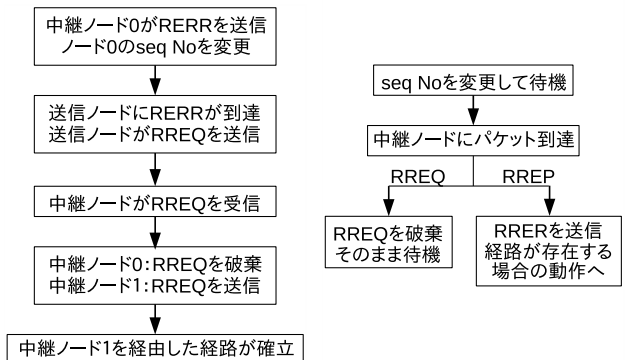 中継ノード0がRERRを送信
ノード0のseq Noを変更
送信ノードにRERRが到達
送信ノードがRREQを送信
中継ノードがRREQを受信
中継ノード0：RREQを破棄
中継ノード1：RREQを送信
中継ノード1を経由した経路が確立
seq Noを変更して待機
中継ノードにパケット到達
RREQ
RREP
RREQを破棄
そのまま待機
RRERを送信
経路が存在する
場合の動作へ